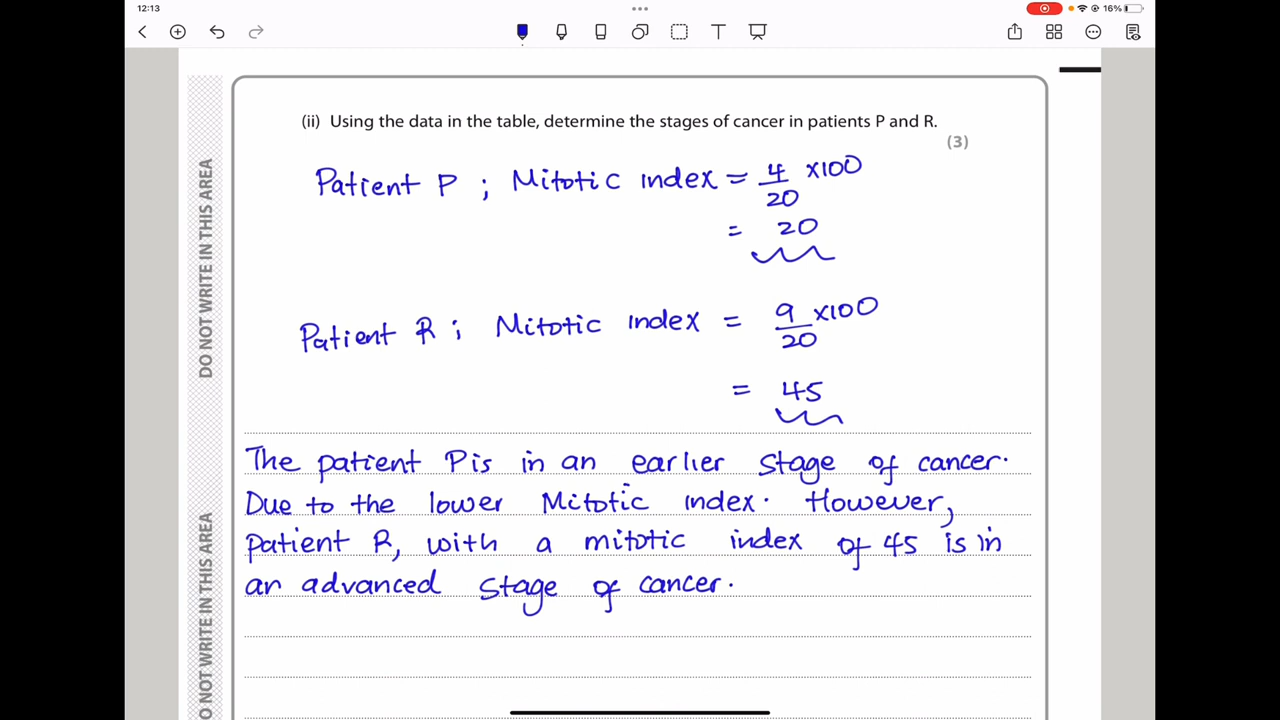 12:13
16%
(ii) Using the data in the table, determine the stages of cancer in patients P and R.
(3)
Patient P ; Mitotic index = 4/20 ×100
= 20
Patient R ; Mitotic index = 9/20 ×100
= 45
The patient P is in an earlier stage of cancer.
Due to the lower Mitotic index. However,
patient R, with a mitotic index of 45 is in
an advanced stage of cancer.
DO NOT WRITE IN THIS AREA
O NOT WRITE IN THIS AREA